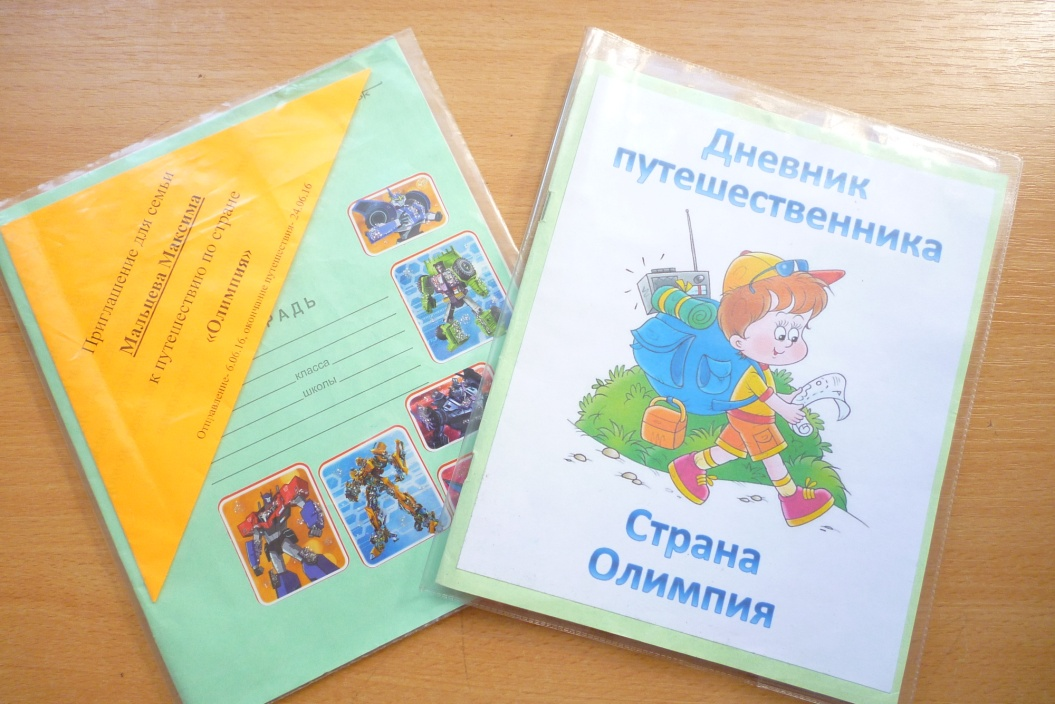 Приглашение для семьи
Мальцева Максима
к путешествию по стране
«Олимпия»
Отправление- 6.06.16, окончание путешествия- 24.06.16
РАДЬ
класса
школы
Дневник
путешественника
Страна
Олимпия